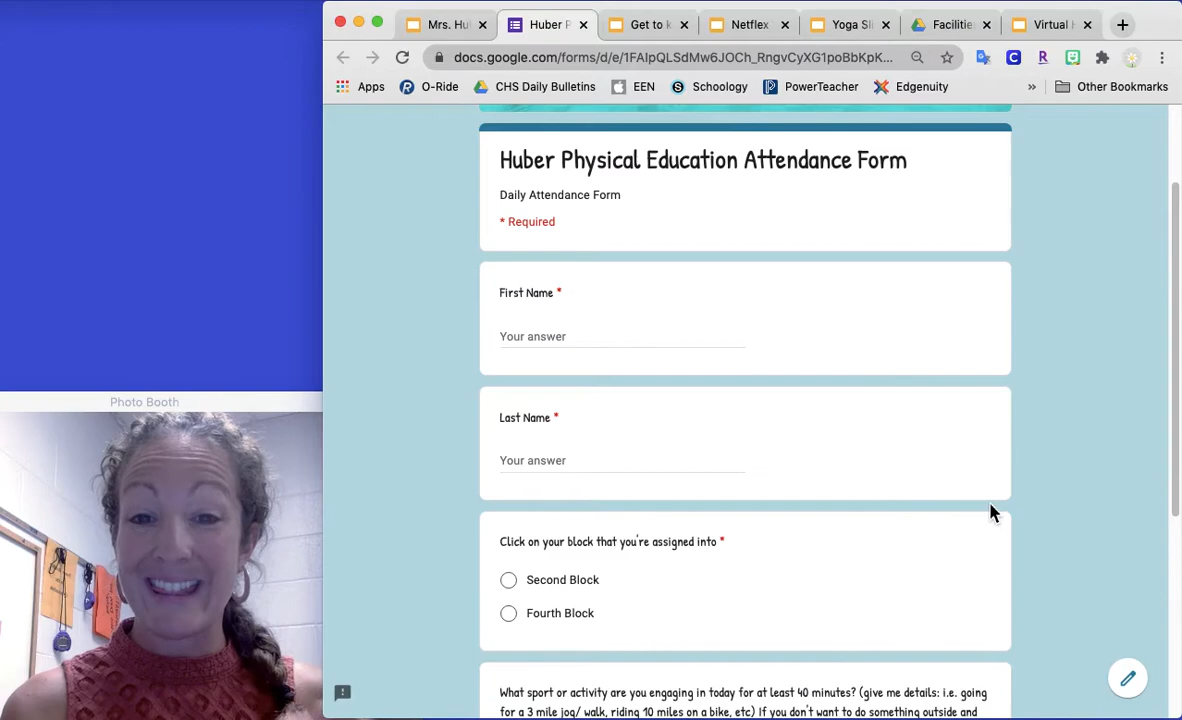 Mrs. Hu
Huber P
Get to k
Netflex
Yoga Sli
Facilitie
Virtual
docs.google.com/forms/d/e/1FAIpQLSdMw6JOCh_RngvCyXG1poBbKpK...
Apps
O-Ride
CHS Daily Bulletins
EEN
Schoology
PowerTeacher
Edgenuity
»
Other Bookmarks
Huber Physical Education Attendance Form
Daily Attendance Form
* Required
First Name *
Your answer
Last Name *
Your answer
Click on your block that you're assigned into *
Second Block
Fourth Block
What sport or activity are you engaging in today for at least 40 minutes? (give me details: i.e. going
for a 3 mile jog/ walk, riding 10 miles on a bike, etc) If you don't want to do something outside and
Photo Booth